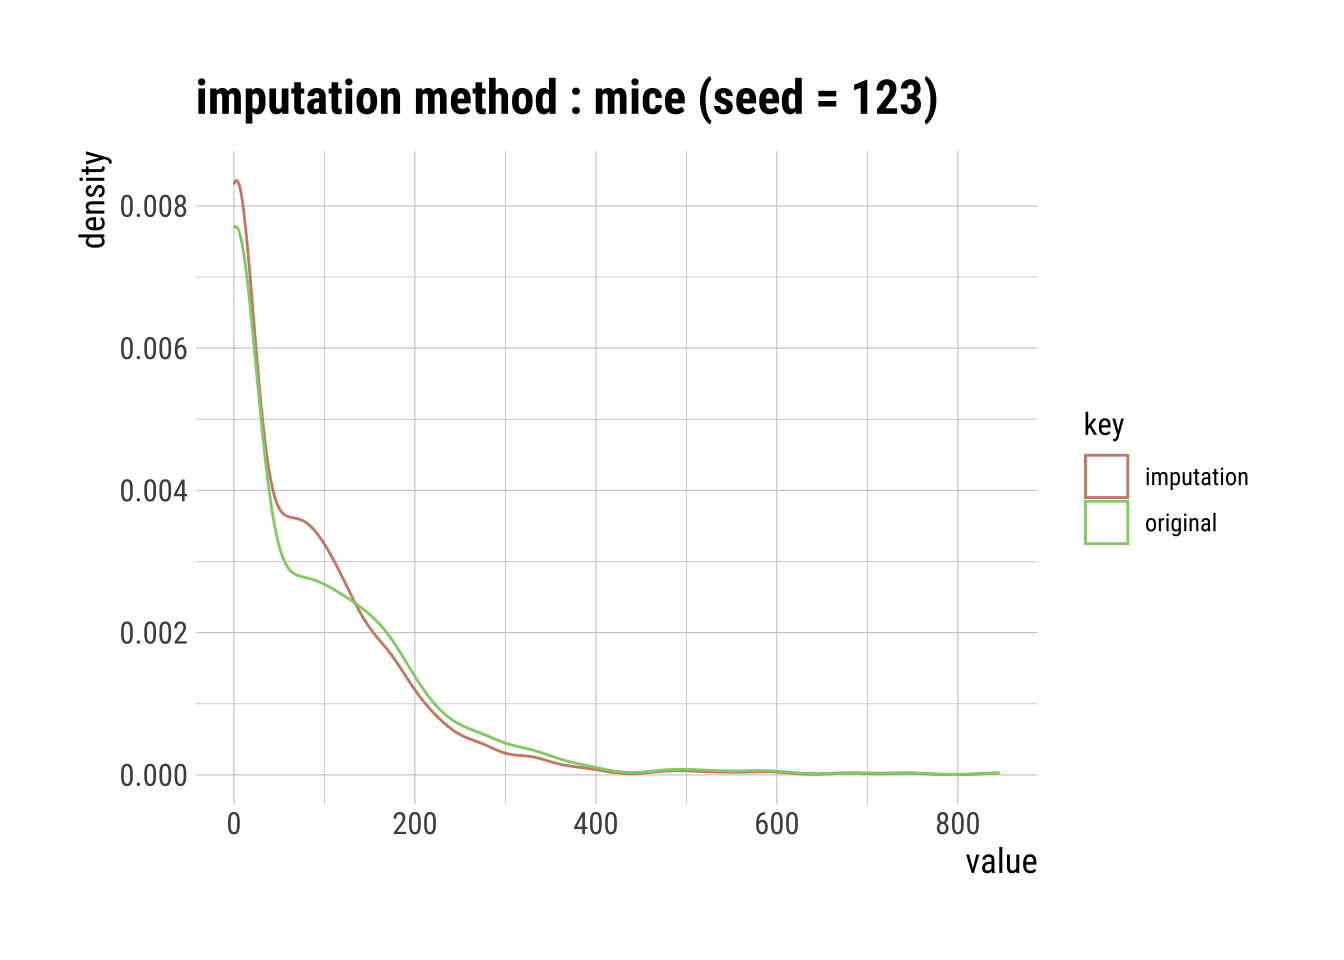 imputation method : mice (seed = 123)
density
0.008
0.006
0.004
0.002
0.000
0 200 400 600 800
value
key
imputation
original